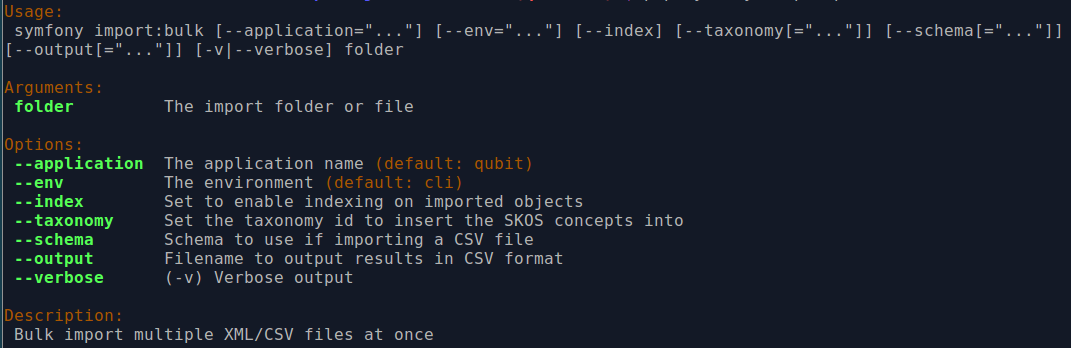 Usage:
symfony import:bulk [--application="..."] [--env="..."] [--index] [--taxonomy[="..."]] [--schema[="..."]]
[--output[="..."]] [-v|--verbose] folder
Arguments:
folder The import folder or file
Options:
--application The application name (default: qubit)
--env The environment (default: cli)
--index Set to enable indexing on imported objects
--taxonomy Set the taxonomy id to insert the SKOS concepts into
--schema Schema to use if importing a CSV file
--output Filename to output results in CSV format
--verbose (-v) Verbose output
Description:
Bulk import multiple XML/CSV files at once